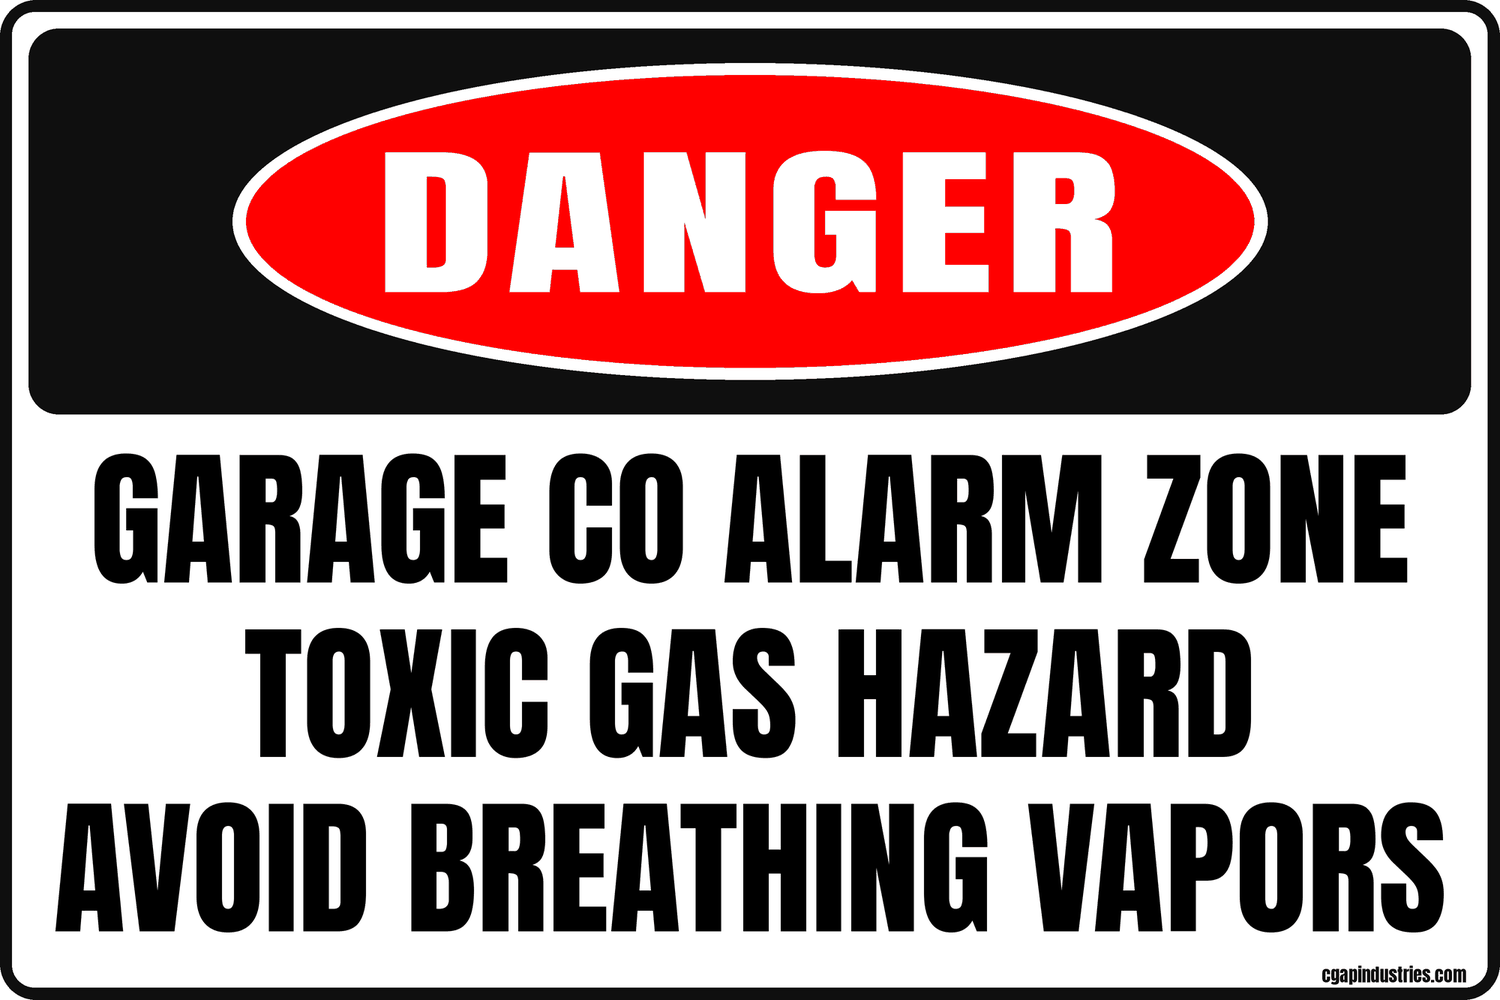 DANGER
GARAGE CO ALARM ZONE
TOXIC GAS HAZARD
AVOID BREATHING VAPORS
cgapindustries.com